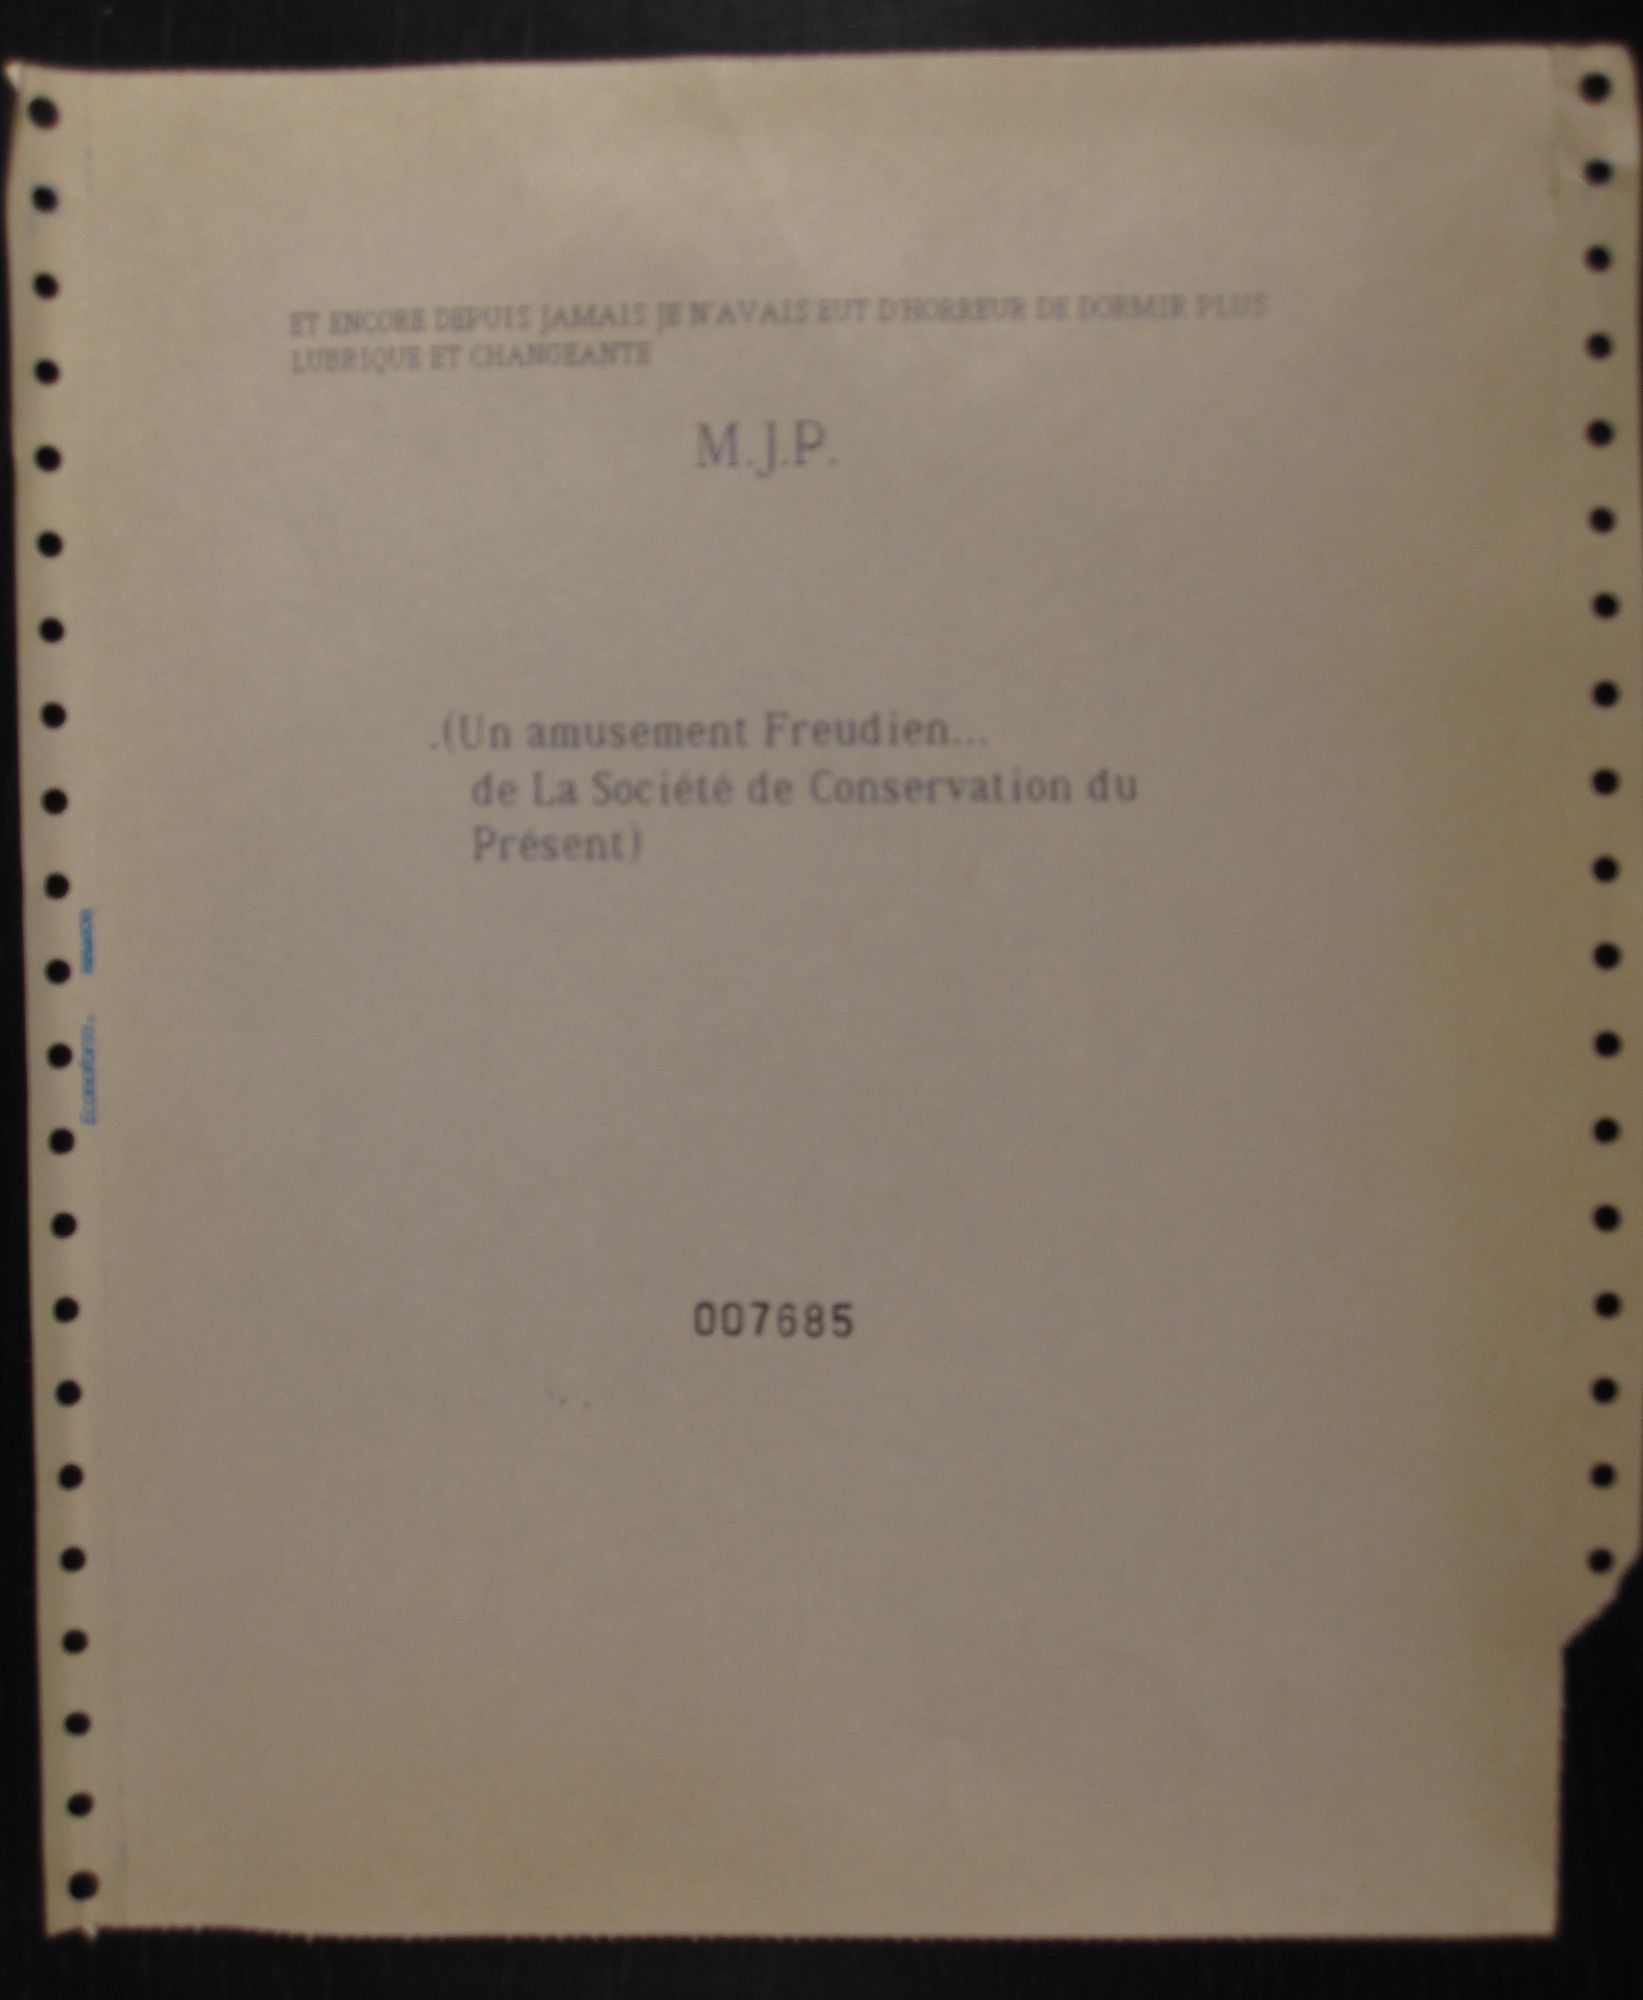 ET ENCORE DEPUIS JAMAIS JE N'AVAIS EUT D'HORREUR DE DORMIR PLUS
LUBRIQUE ET CHANGEANTE
M.J.P.
.(Un amusement Freudien...
de La Société de Conservation du
Présent)
007685